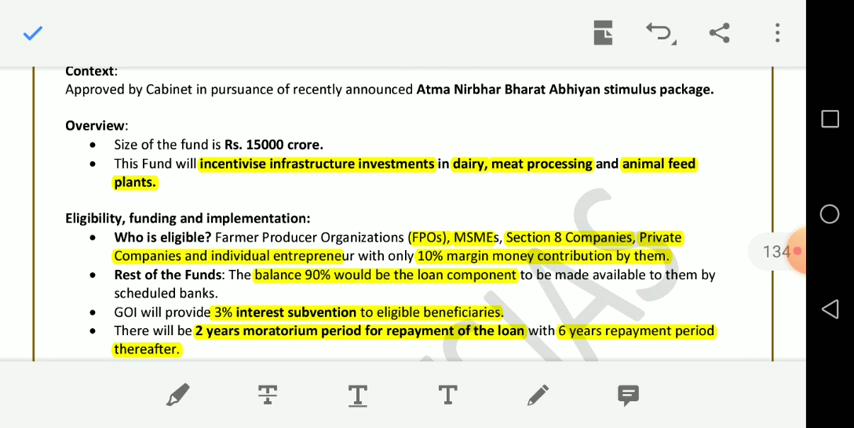 Context:
Approved by Cabinet in pursuance of recently announced Atma Nirbhar Bharat Abhiyan stimulus package.
Overview:
• Size of the fund is Rs. 15000 crore.
• This Fund will incentivise infrastructure investments in dairy, meat processing and animal feed
plants.
Eligibility, funding and implementation:
• Who is eligible? Farmer Producer Organizations (FPOs), MSMEs, Section 8 Companies, Private
Companies and individual entrepreneur with only 10% margin money contribution by them.
• Rest of the Funds: The balance 90% would be the loan component to be made available to them by
scheduled banks.
• GOI will provide 3% interest subvention to eligible beneficiaries.
• There will be 2 years moratorium period for repayment of the loan with 6 years repayment period
thereafter.
134
T
T
T